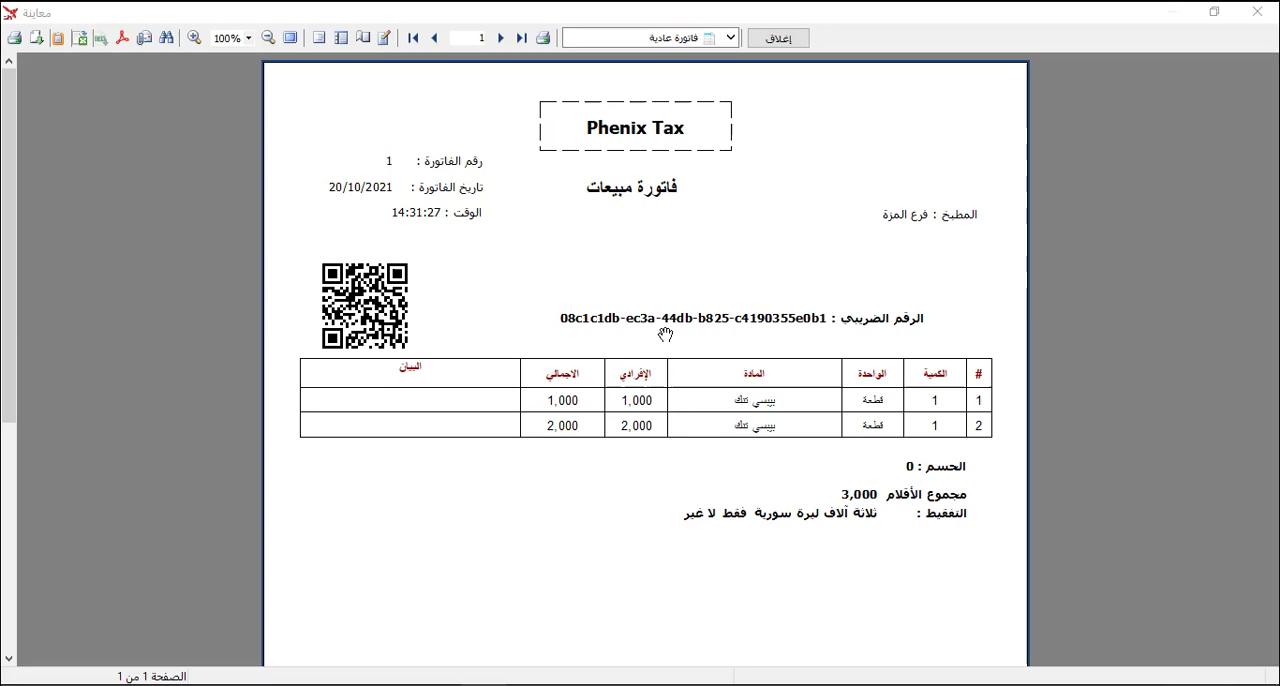 معاينة
100%
1
فاتورة عادية
إغلاق
Phenix Tax
فاتورة مبيعات
رقم الفاتورة : 1
تاريخ الفاتورة : 20/10/2021
الوقت : 14:31:27
المطبخ : فرع المزة
الرقم الضريبي : 08c1c1db-ec3a-44db-b825-c4190355e0b1
# الكمية الواحدة المادة الإفرادي الاجمالي البيان
1 1 قطعة بيبسي تنك 1,000 1,000
2 1 قطعة بيبسي تنك 2,000 2,000
الحسم : 0
مجموع الأقلام 3,000
التفقيط : ثلاثة آلاف ليرة سورية فقط لا غير
الصفحة 1 من 1